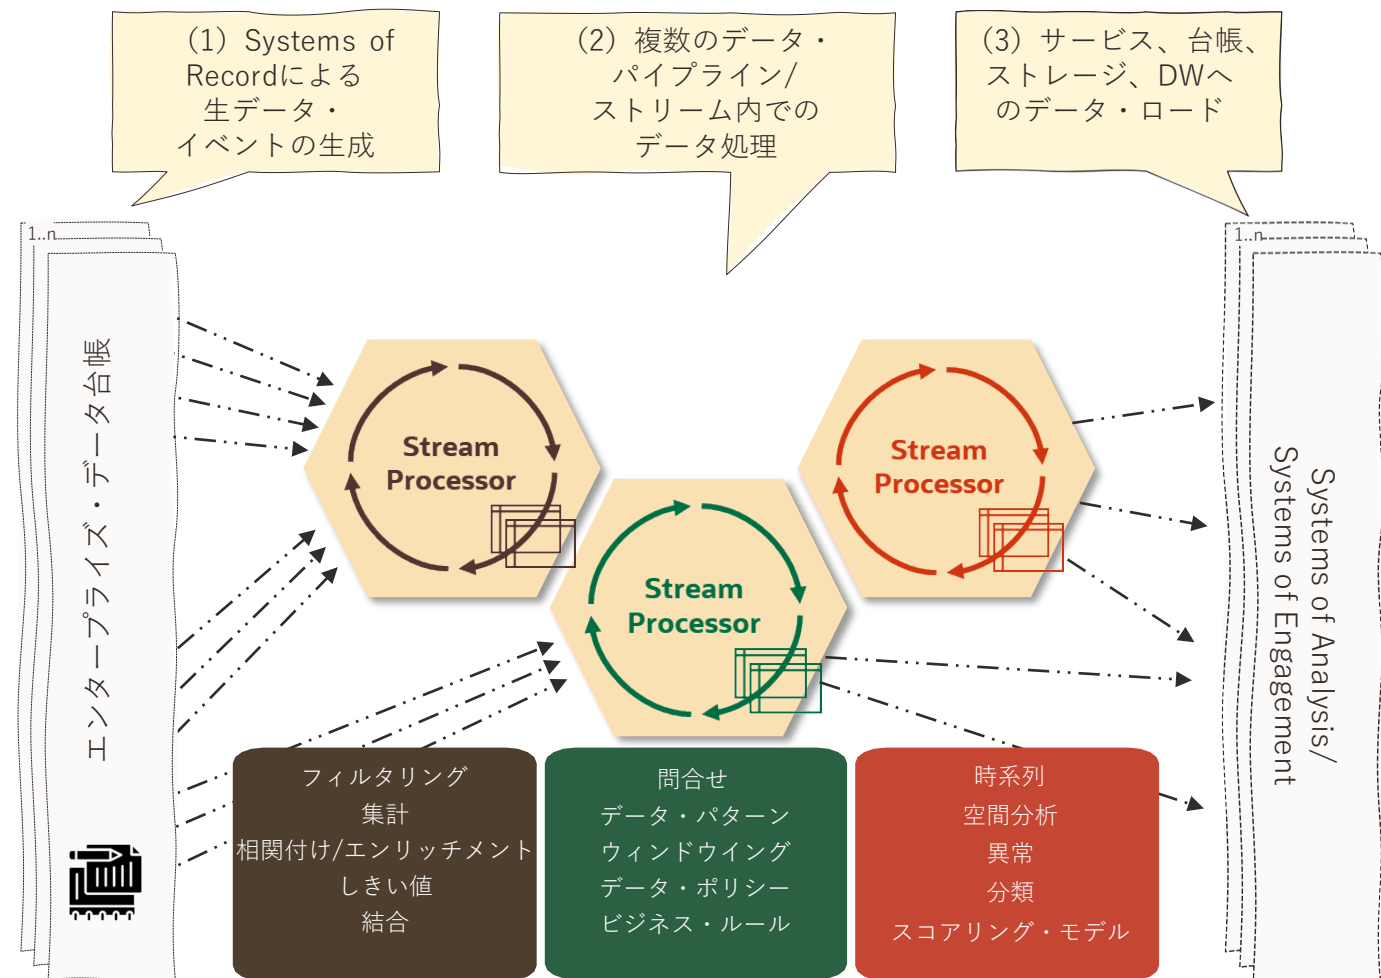 （1）Systems of
Recordによる
生データ・
イベントの生成
（2）複数のデータ・
パイプライン/
ストリーム内での
データ処理
（3）サービス、台帳、
ストレージ、DWへ
のデータ・ロード
1..n
エンタープライズ・データ台帳
Stream
Processor
Stream
Processor
Stream
Processor
1..n
Systems of Analysis/
Systems of Engagement
フィルタリング
集計
相関付け/エンリッチメント
しきい値
結合
問合せ
データ・パターン
ウィンドウイング
データ・ポリシー
ビジネス・ルール
時系列
空間分析
異常
分類
スコアリング・モデル